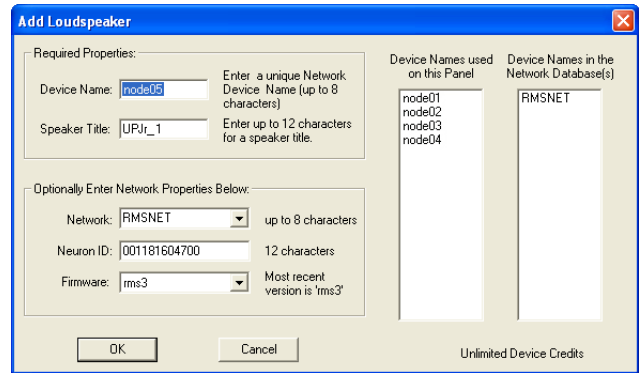 Add Loudspeaker
Required Properties:
Device Name: node05
Enter a unique Network
Device Name (up to 8
characters)
Speaker Title: UPJr_1
Enter up to 12 characters
for a speaker title.
Optionally Enter Network Properties Below:
Network: RMSNET
up to 8 characters
Neuron ID: 001181604700
12 characters
Firmware: rms3
Most recent
version is 'rms3'
OK
Cancel
Device Names used
on this Panel
node01
node02
node03
node04
Device Names in the
Network Database(s)
RMSNET
Unlimited Device Credits